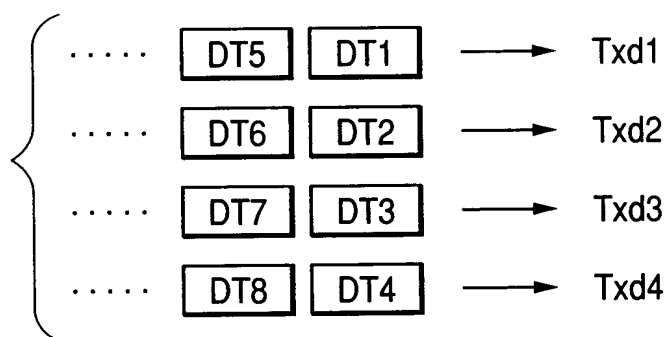 ..... DT5 DT1 Txd1
..... DT6 DT2 Txd2
..... DT7 DT3 Txd3
..... DT8 DT4 Txd4